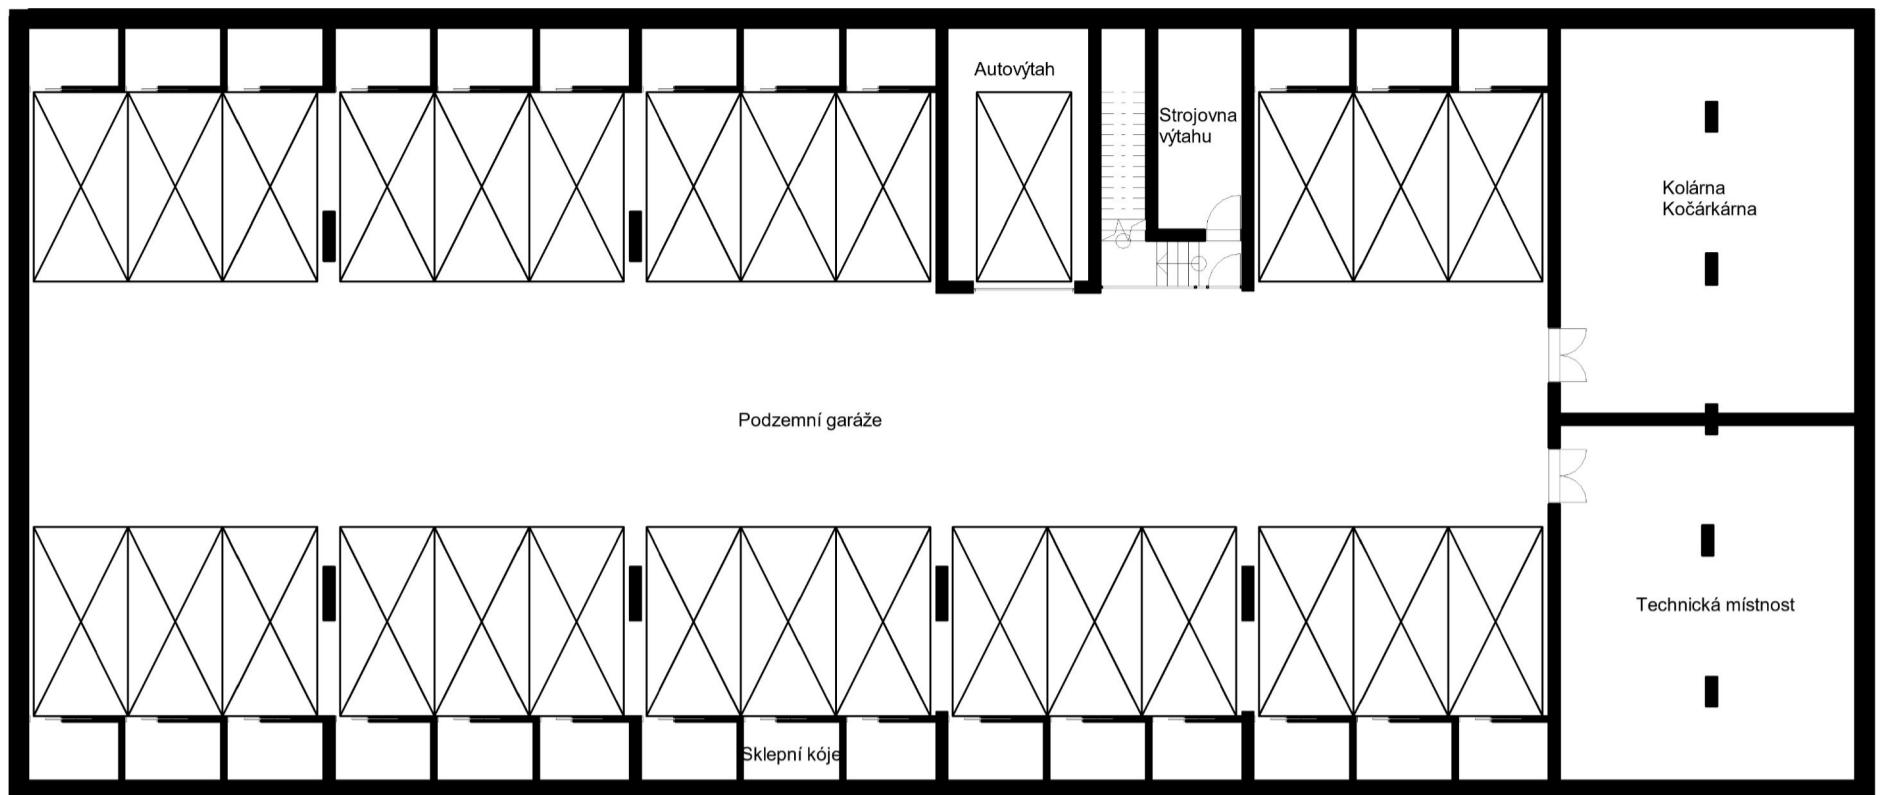 Autovýtah
Strojovna
výtahu
Kolárna
Kočárkárna
Podzemní garáže
Technická místnost
Sklepní kóje